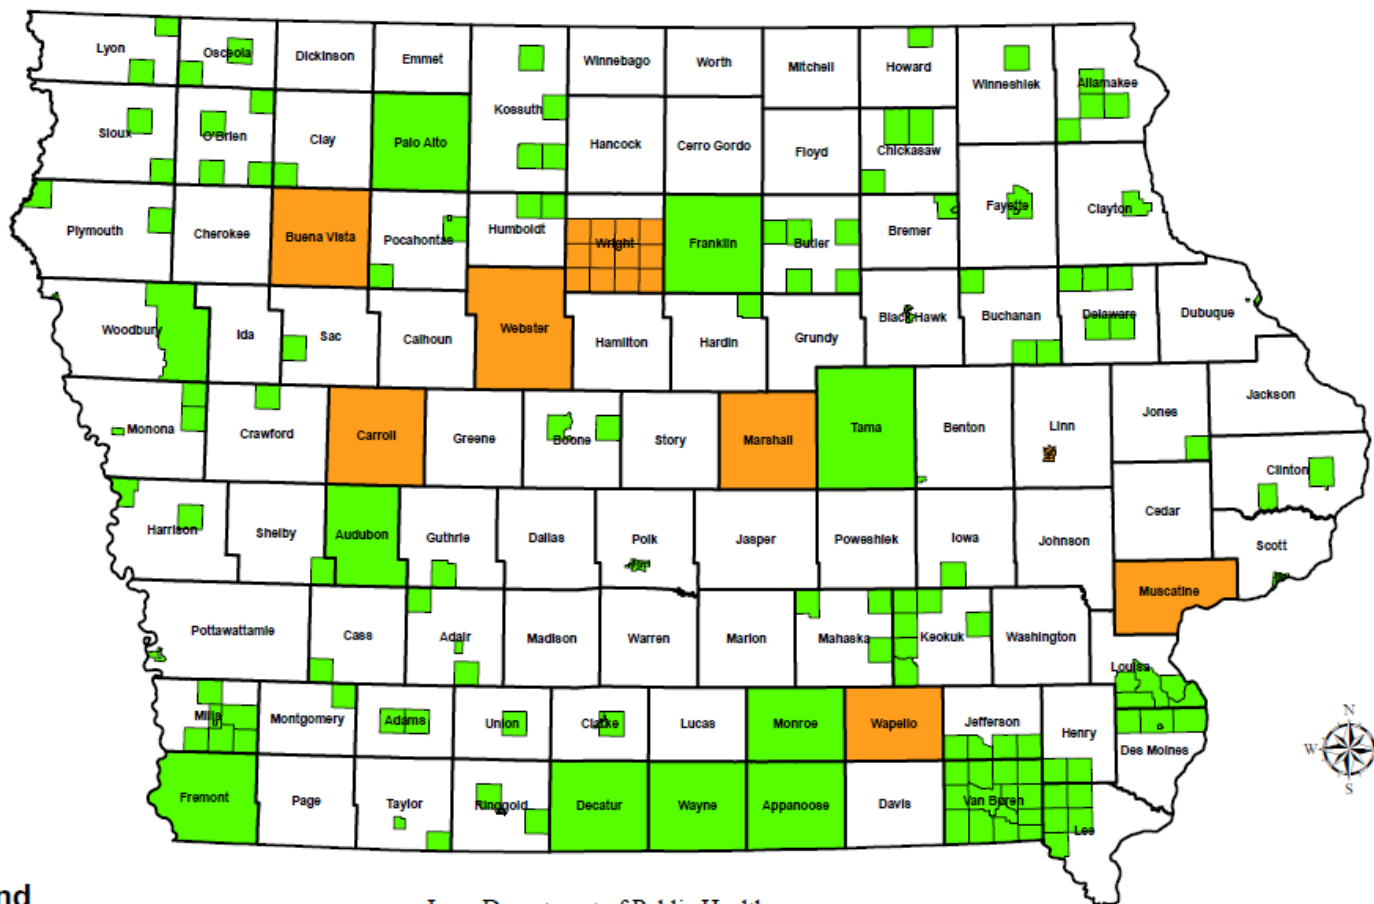 Lyon
Osceola
Dickinson
Emmet
Kossuth
Winnebago
Worth
Mitchell
Howard
Winneshiek
Allamakee
Sioux
O'Brien
Clay
Palo Alto
Hancock
Cerro Gordo
Floyd
Chickasaw
Plymouth
Cherokee
Buena Vista
Pocahontas
Humboldt
Wright
Franklin
Butler
Bremer
Fayette
Clayton
Woodbury
Ida
Sac
Calhoun
Webster
Hamilton
Hardin
Grundy
Black Hawk
Buchanan
Delaware
Dubuque
Monona
Crawford
Carroll
Greene
Boone
Story
Marshall
Tama
Benton
Linn
Jones
Jackson
Clinton
Harrison
Shelby
Audubon
Guthrie
Dallas
Polk
Jasper
Poweshiek
Iowa
Johnson
Cedar
Scott
Muscatine
Pottawattamie
Cass
Adair
Madison
Warren
Marion
Mahaska
Keokuk
Washington
Louisa
Mills
Montgomery
Adams
Union
Clarke
Lucas
Monroe
Wapello
Jefferson
Henry
Des Moines
Fremont
Page
Taylor
Ringgold
Decatur
Wayne
Appanoose
Davis
Van Buren
Lee
N
W
E
S
nd
Iowa Department of Public Health